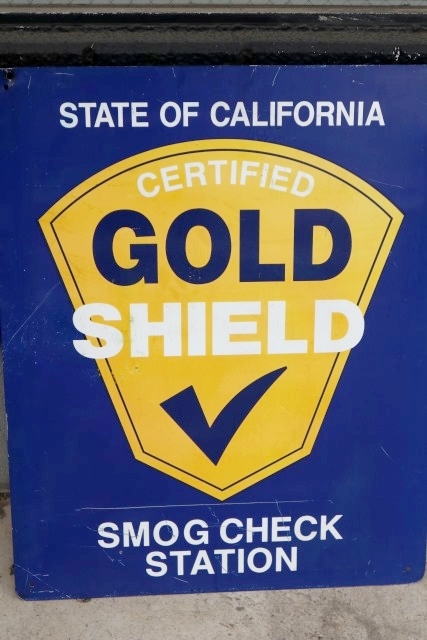 STATE OF CALIFORNIA
CERTIFIED
GOLD
SHIELD
SMOG CHECK
STATION